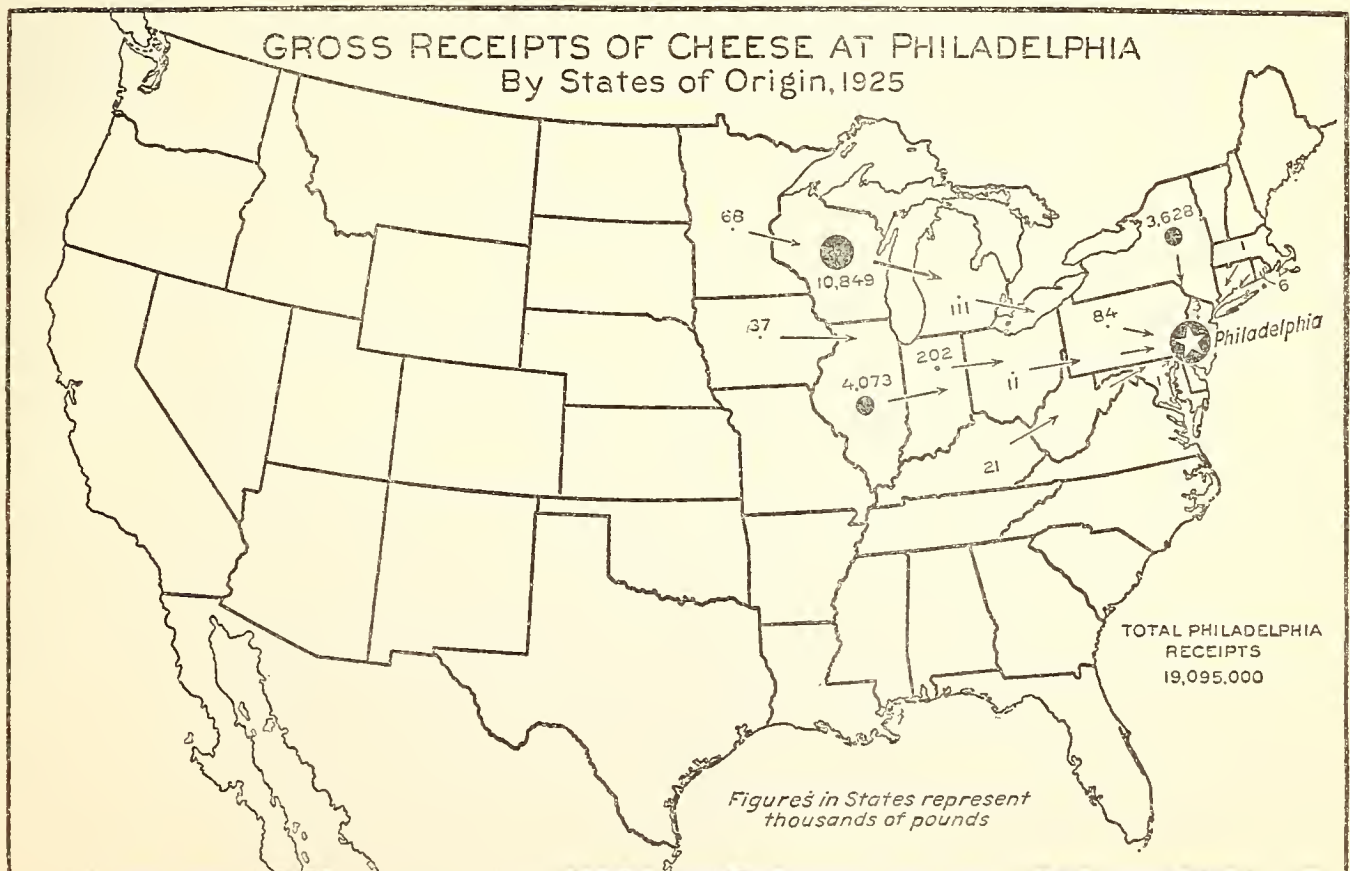 GROSS RECEIPTS OF CHEESE AT PHILADELPHIA
By States of Origin, 1925
68
10,849
3,628
1
6
111
37
84
3
Philadelphia
202
4,073
11
1
21
TOTAL PHILADELPHIA
RECEIPTS
19,095,000
Figures in States represent
thousands of pounds